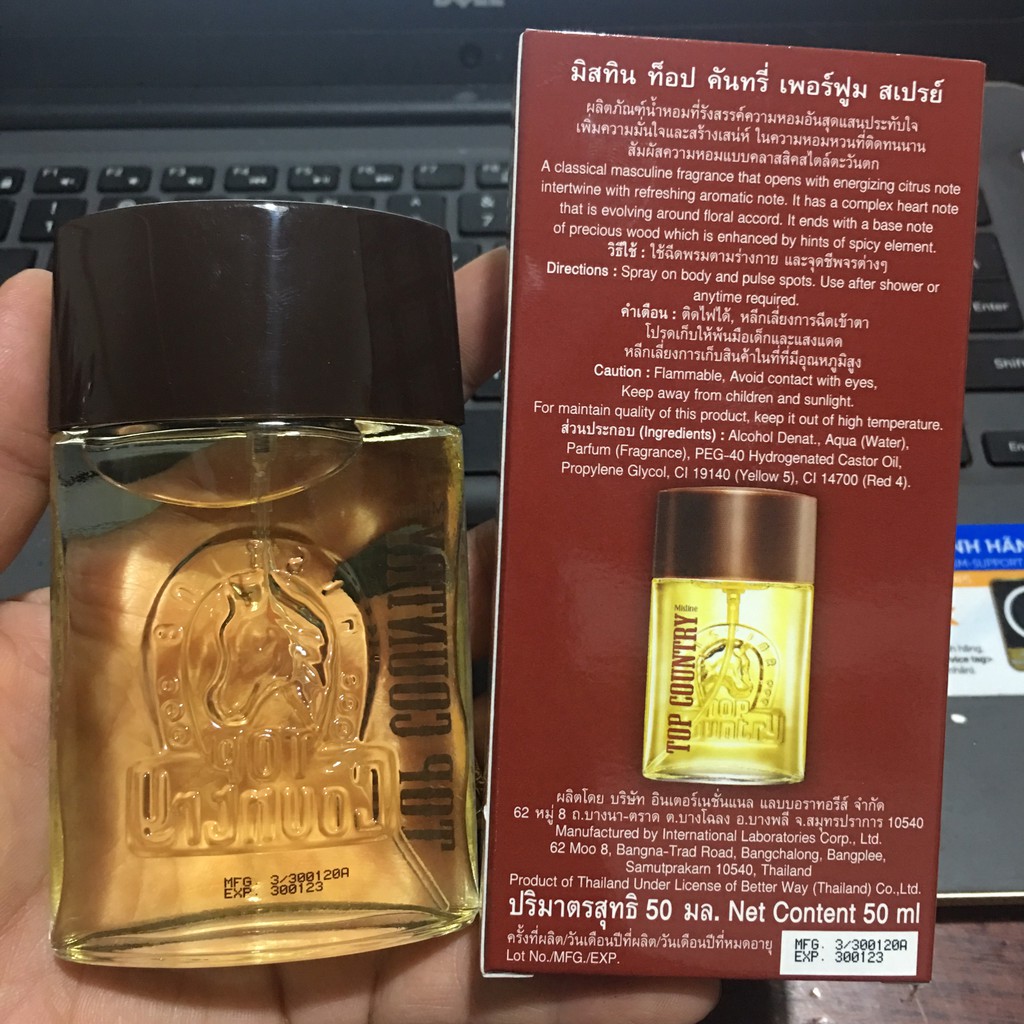 DELL
มิสทิน ท็อป คันทรี่ เพอร์ฟูม สเปรย์
ผลิตภัณฑ์น้ำหอมที่รังสรรค์ความหอมอันสุดแสนประทับใจ
เพิ่มความมั่นใจและสร้างเสน่ห์ ในความหอมหวนที่ติดทนนาน
สัมผัสความหอมแบบคลาสสิคสไตล์ตะวันตก
A classical masculine fragrance that opens with energizing citrus note
intertwine with refreshing aromatic note. It has a complex heart note
that is evolving around floral accord. It ends with a base note
of precious wood which is enhanced by hints of spicy element.
วิธีใช้ : ใช้ฉีดพรมตามร่างกาย และจุดชีพจรต่างๆ
Directions : Spray on body and pulse spots. Use after shower or
anytime required.
คำเตือน : ติดไฟได้, หลีกเลี่ยงการฉีดเข้าตา
โปรดเก็บให้พ้นมือเด็กและแสงแดด
หลีกเลี่ยงการเก็บสินค้าในที่ที่มีอุณหภูมิสูง
Caution : Flammable, Avoid contact with eyes,
Keep away from children and sunlight.
For maintain quality of this product, keep it out of high temperature.
ส่วนประกอบ (Ingredients) : Alcohol Denat., Aqua (Water),
Parfum (Fragrance), PEG-40 Hydrogenated Castor Oil,
Propylene Glycol, CI 19140 (Yellow 5), CI 14700 (Red 4).
Mistine
TOP COUNTRY
TOP
COUNTRY
ผลิตโดย บริษัท อินเตอร์เนชั่นแนล แลบบอราทอรีส์ จำกัด
62 หมู่ 8 ถ.บางนา-ตราด ต.บางโฉลง อ.บางพลี จ.สมุทรปราการ 10540
Manufactured by International Laboratories Corp., Ltd.
62 Moo 8, Bangna-Trad Road, Bangchalong, Bangplee,
Samutprakarn 10540, Thailand
Product of Thailand Under License of Better Way (Thailand) Co.,Ltd.
ปริมาตรสุทธิ 50 มล. Net Content 50 ml
ครั้งที่ผลิต/วันเดือนปีที่ผลิต/วันเดือนปีที่หมดอายุ
Lot No./MFG./EXP.
MFG. 3/300120A
EXP. 300123
TOP COUNTRY
TOP
COUNTRY
MFG. 3/300120A
EXP. 300123
Enter
Shift